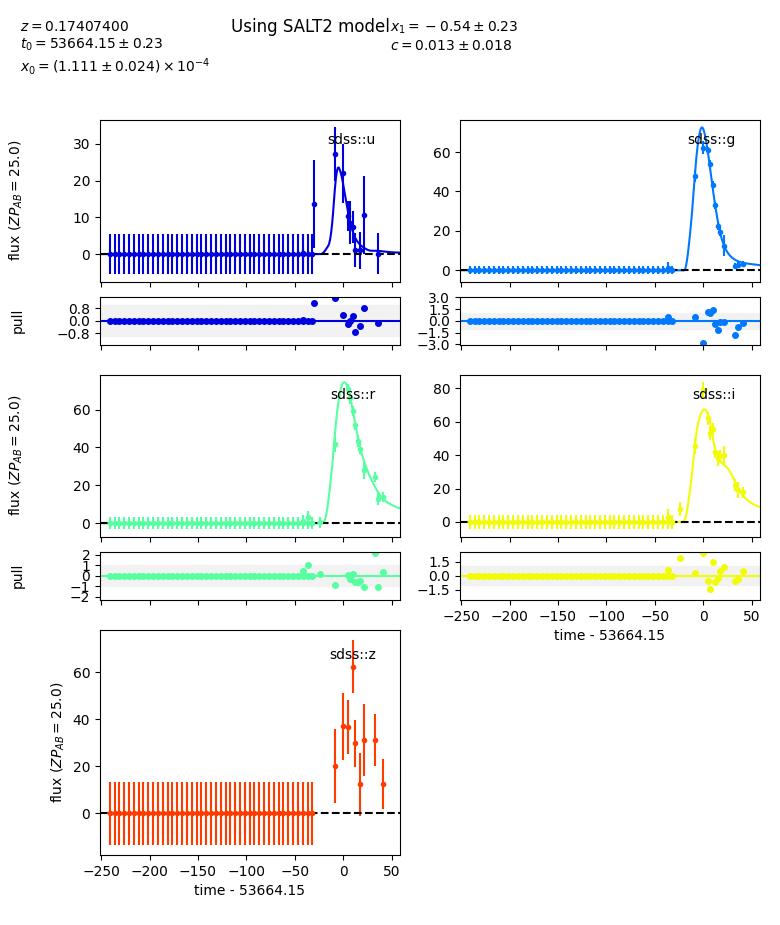 z = 0.17407400
Using SALT2 model
x₁ = −0.54 ± 0.23
t₀ = 53664.15 ± 0.23
c = 0.013 ± 0.018
x₀ = (1.111 ± 0.024) × 10⁻⁴
sdss::u
flux (ZP_AB = 25.0)
30
20
10
0
sdss::g
60
40
20
0
pull
0.8
0.0
−0.8
3.0
1.5
0.0
−1.5
−3.0
sdss::r
flux (ZP_AB = 25.0)
60
40
20
0
sdss::i
80
60
40
20
0
pull
2
1
0
−1
−2
1.5
0.0
−1.5
−250 −200 −150 −100 −50 0 50
time - 53664.15
sdss::z
flux (ZP_AB = 25.0)
60
40
20
0
−250 −200 −150 −100 −50 0 50
time - 53664.15